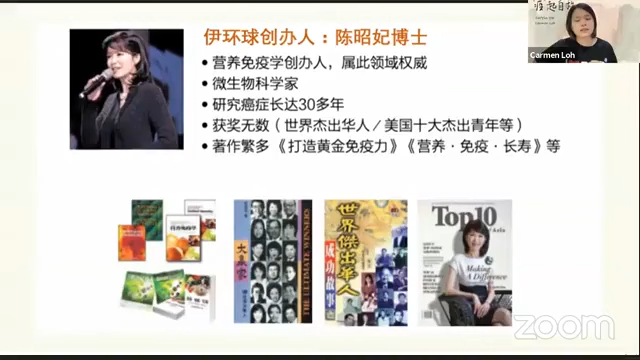 伊环球创办人：陈昭妃博士
• 营养免疫学创办人，属此领域权威
• 微生物科学家
• 研究癌症长达30多年
• 获奖无数（世界杰出华人／美国十大杰出青年等）
• 著作繁多《打造黄金免疫力》《营养·免疫·长寿》等
大赢家
THE ULTIMATE WINNERS
世界傑出華人
成功故事
Top10
of Asia
Making
A Difference
Carmen Loh
zoom